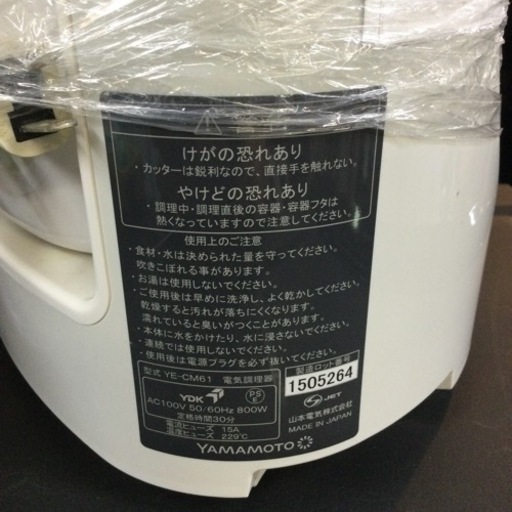 けがの恐れあり
・カッターは鋭利なので、直接手を触れない。
やけどの恐れあり
・調理中・調理直後の容器・容器フタは
熱くなっていますので注意してください。
使用上のご注意
・食材・水は決められた量を守ってください。
吹きこぼれる事があります。
・お湯は使用しないでください。
・ご使用後は早めに洗浄し、よく乾かしてください。
乾燥すると汚れが落ちにくくなります。
濡れていると臭いがつくことがあります。
・本体に水をかけたり、水に浸さないでください。
・連続では使用しないでください。
・使用後は電源プラグを必ず抜いてください。
型式 YE-CM61 電気調理器
製造ロット番号
1505264
YDK
PS
E
JET
AC100V 50/60Hz 800W
定格時間30分
電流ヒューズ 15A
温度ヒューズ 229℃
山本電気株式会社
MADE IN JAPAN
YAMAMOTO